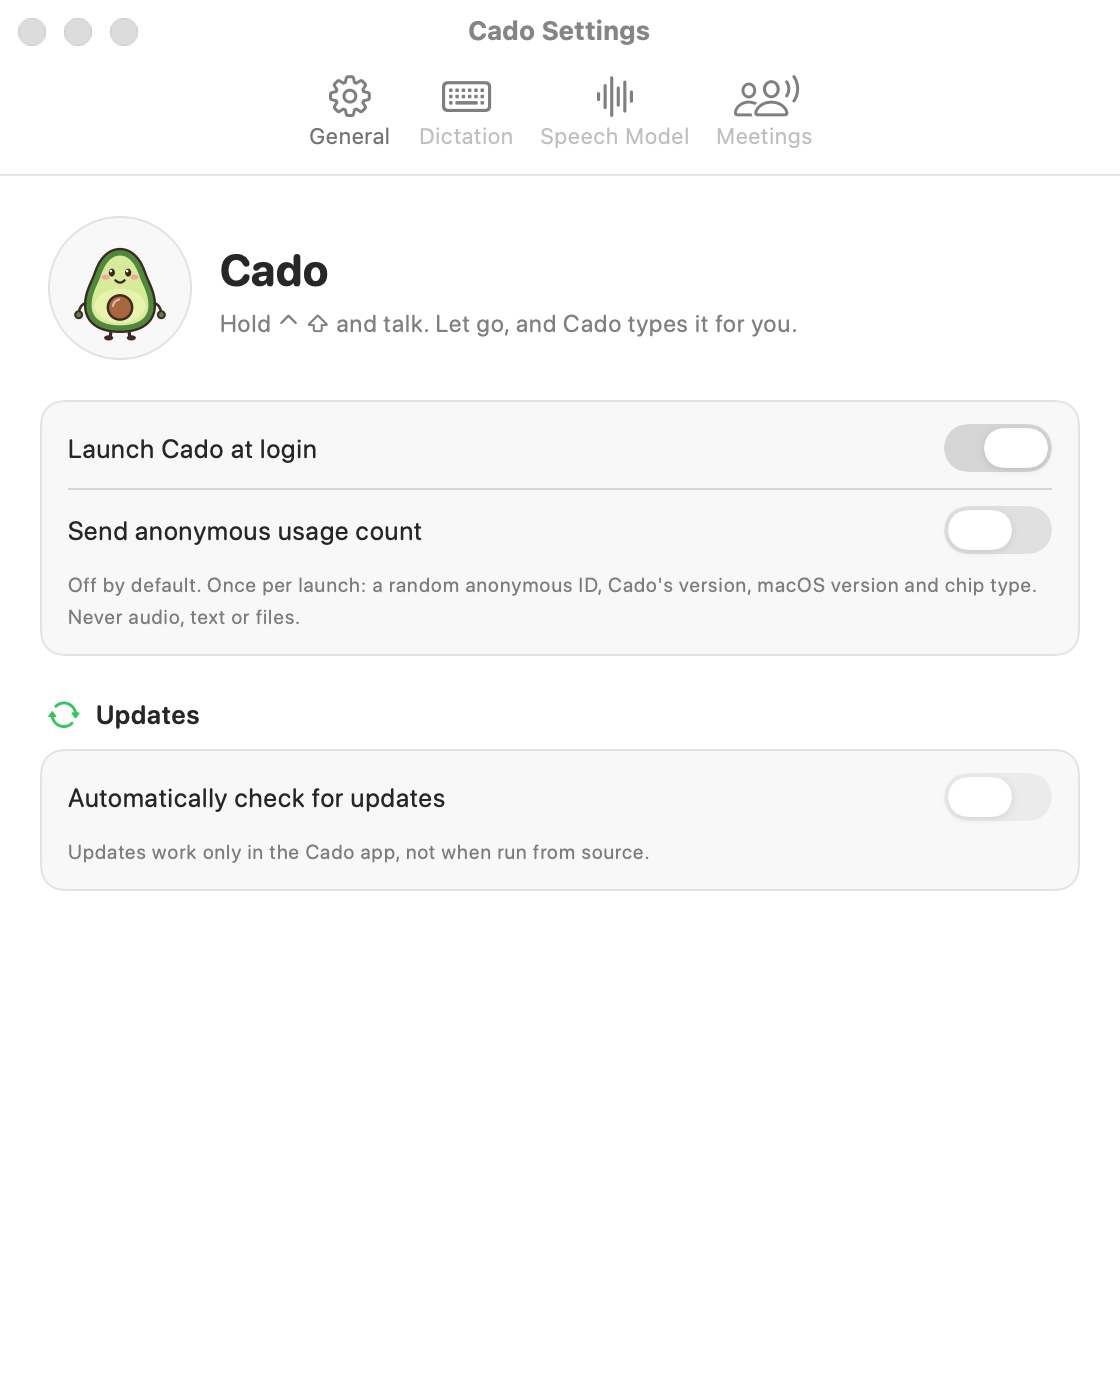 Cado Settings
General
Dictation
Speech Model
Meetings
Cado
Hold ⌃ ⇧ and talk. Let go, and Cado types it for you.
Launch Cado at login
Send anonymous usage count
Off by default. Once per launch: a random anonymous ID, Cado's version, macOS version and chip type.
Never audio, text or files.
Updates
Automatically check for updates
Updates work only in the Cado app, not when run from source.